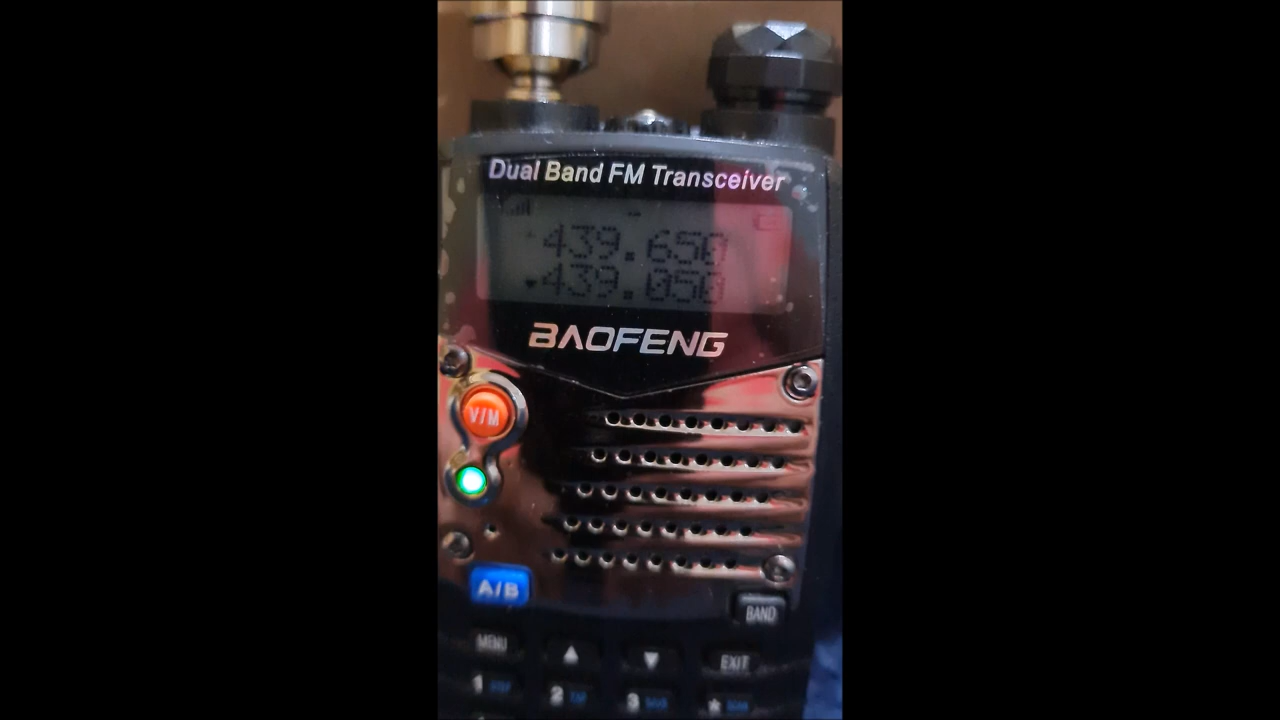 Dual Band FM Transceiver
439.650
439.050
BAOFENG
V/M
A/B
BAND
MENU ▲ ▼ EXIT
1 2 3 *